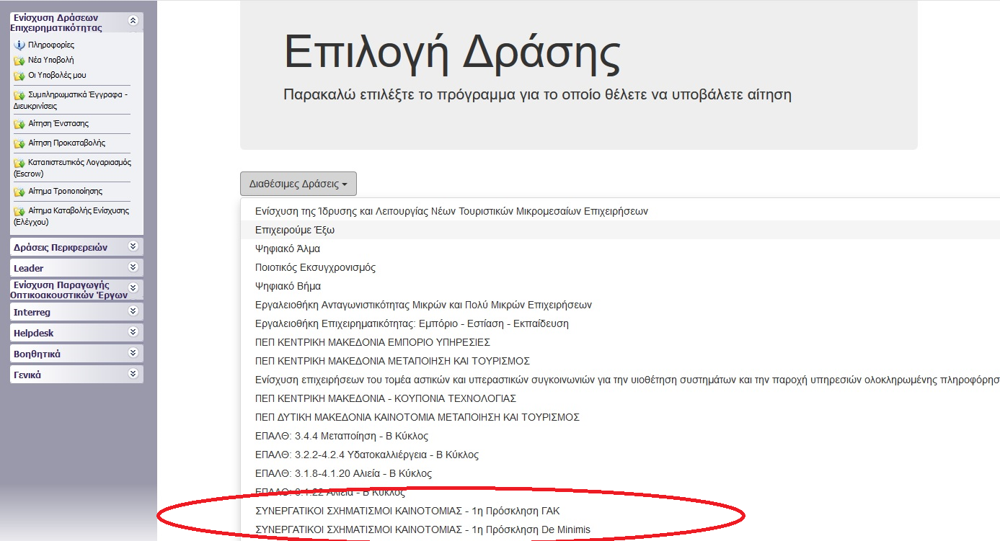 Ενίσχυση Δράσεων
Επιχειρηματικότητας
Πληροφορίες
Νέα Υποβολή
Οι Υποβολές μου
Συμπληρωματικά Έγγραφα -
Διευκρινίσεις
Αίτηση Ένστασης
Αίτηση Προκαταβολής
Καταπιστευτικός Λογαριασμός
(Escrow)
Αίτημα Τροποποίησης
Αίτημα Καταβολής Ενίσχυσης
(Ελέγχου)
Δράσεις Περιφερειών
Leader
Ενίσχυση Παραγωγής
Οπτικοακουστικών Έργων
Interreg
Helpdesk
Βοηθητικά
Γενικά
Επιλογή Δράσης
Παρακαλώ επιλέξτε το πρόγραμμα για το οποίο θέλετε να υποβάλετε αίτηση
Διαθέσιμες Δράσεις
Ενίσχυση της Ίδρυσης και Λειτουργίας Νέων Τουριστικών Μικρομεσαίων Επιχειρήσεων
Επιχειρούμε Έξω
Ψηφιακό Άλμα
Ποιοτικός Εκσυγχρονισμός
Ψηφιακό Βήμα
Εργαλειοθήκη Ανταγωνιστικότητας Μικρών και Πολύ Μικρών Επιχειρήσεων
Εργαλειοθήκη Επιχειρηματικότητας: Εμπόριο - Εστίαση - Εκπαίδευση
ΠΕΠ ΚΕΝΤΡΙΚΗ ΜΑΚΕΔΟΝΙΑ ΕΜΠΟΡΙΟ ΥΠΗΡΕΣΙΕΣ
ΠΕΠ ΚΕΝΤΡΙΚΗ ΜΑΚΕΔΟΝΙΑ ΜΕΤΑΠΟΙΗΣΗ ΚΑΙ ΤΟΥΡΙΣΜΟΣ
Ενίσχυση επιχειρήσεων του τομέα αστικών και υπεραστικών συγκοινωνιών για την υιοθέτηση συστημάτων και την παροχή υπηρεσιών ολοκληρωμένης πληροφόρησ
ΠΕΠ ΚΕΝΤΡΙΚΗ ΜΑΚΕΔΟΝΙΑ - ΚΟΥΠΟΝΙΑ ΤΕΧΝΟΛΟΓΙΑΣ
ΠΕΠ ΔΥΤΙΚΗ ΜΑΚΕΔΟΝΙΑ ΚΑΙΝΟΤΟΜΙΑ ΜΕΤΑΠΟΙΗΣΗ ΚΑΙ ΤΟΥΡΙΣΜΟΣ
ΕΠΑΛΘ: 3.4.4 Μεταποίηση - Β Κύκλος
ΕΠΑΛΘ: 3.2.2-4.2.4 Υδατοκαλλιέργεια - Β Κύκλος
ΕΠΑΛΘ: 3.1.8-4.1.20 Αλιεία - Β Κύκλος
ΕΠΑΛΘ: 3.1.22 Αλιεία - Β Κύκλος
ΣΥΝΕΡΓΑΤΙΚΟΙ ΣΧΗΜΑΤΙΣΜΟΙ ΚΑΙΝΟΤΟΜΙΑΣ - 1η Πρόσκληση ΓΑΚ
ΣΥΝΕΡΓΑΤΙΚΟΙ ΣΧΗΜΑΤΙΣΜΟΙ ΚΑΙΝΟΤΟΜΙΑΣ - 1η Πρόσκληση De Minimis